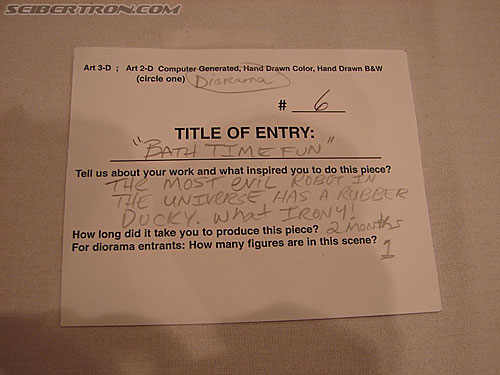 SEIBERTRON.COM
Art 3-D ; Art 2-D Computer Generated, Hand Drawn Color, Hand Drawn B&W
(circle one) Diorama
# 6
TITLE OF ENTRY:
"BATH TIME FUN"
Tell us about your work and what inspired you to do this piece?
THE MOST EVIL ROBOT IN
THE UNIVERSE HAS A RUBBER
DUCKY. WHAT IRONY!
How long did it take you to produce this piece? 2 MONTHS
For diorama entrants: How many figures are in this scene? 1